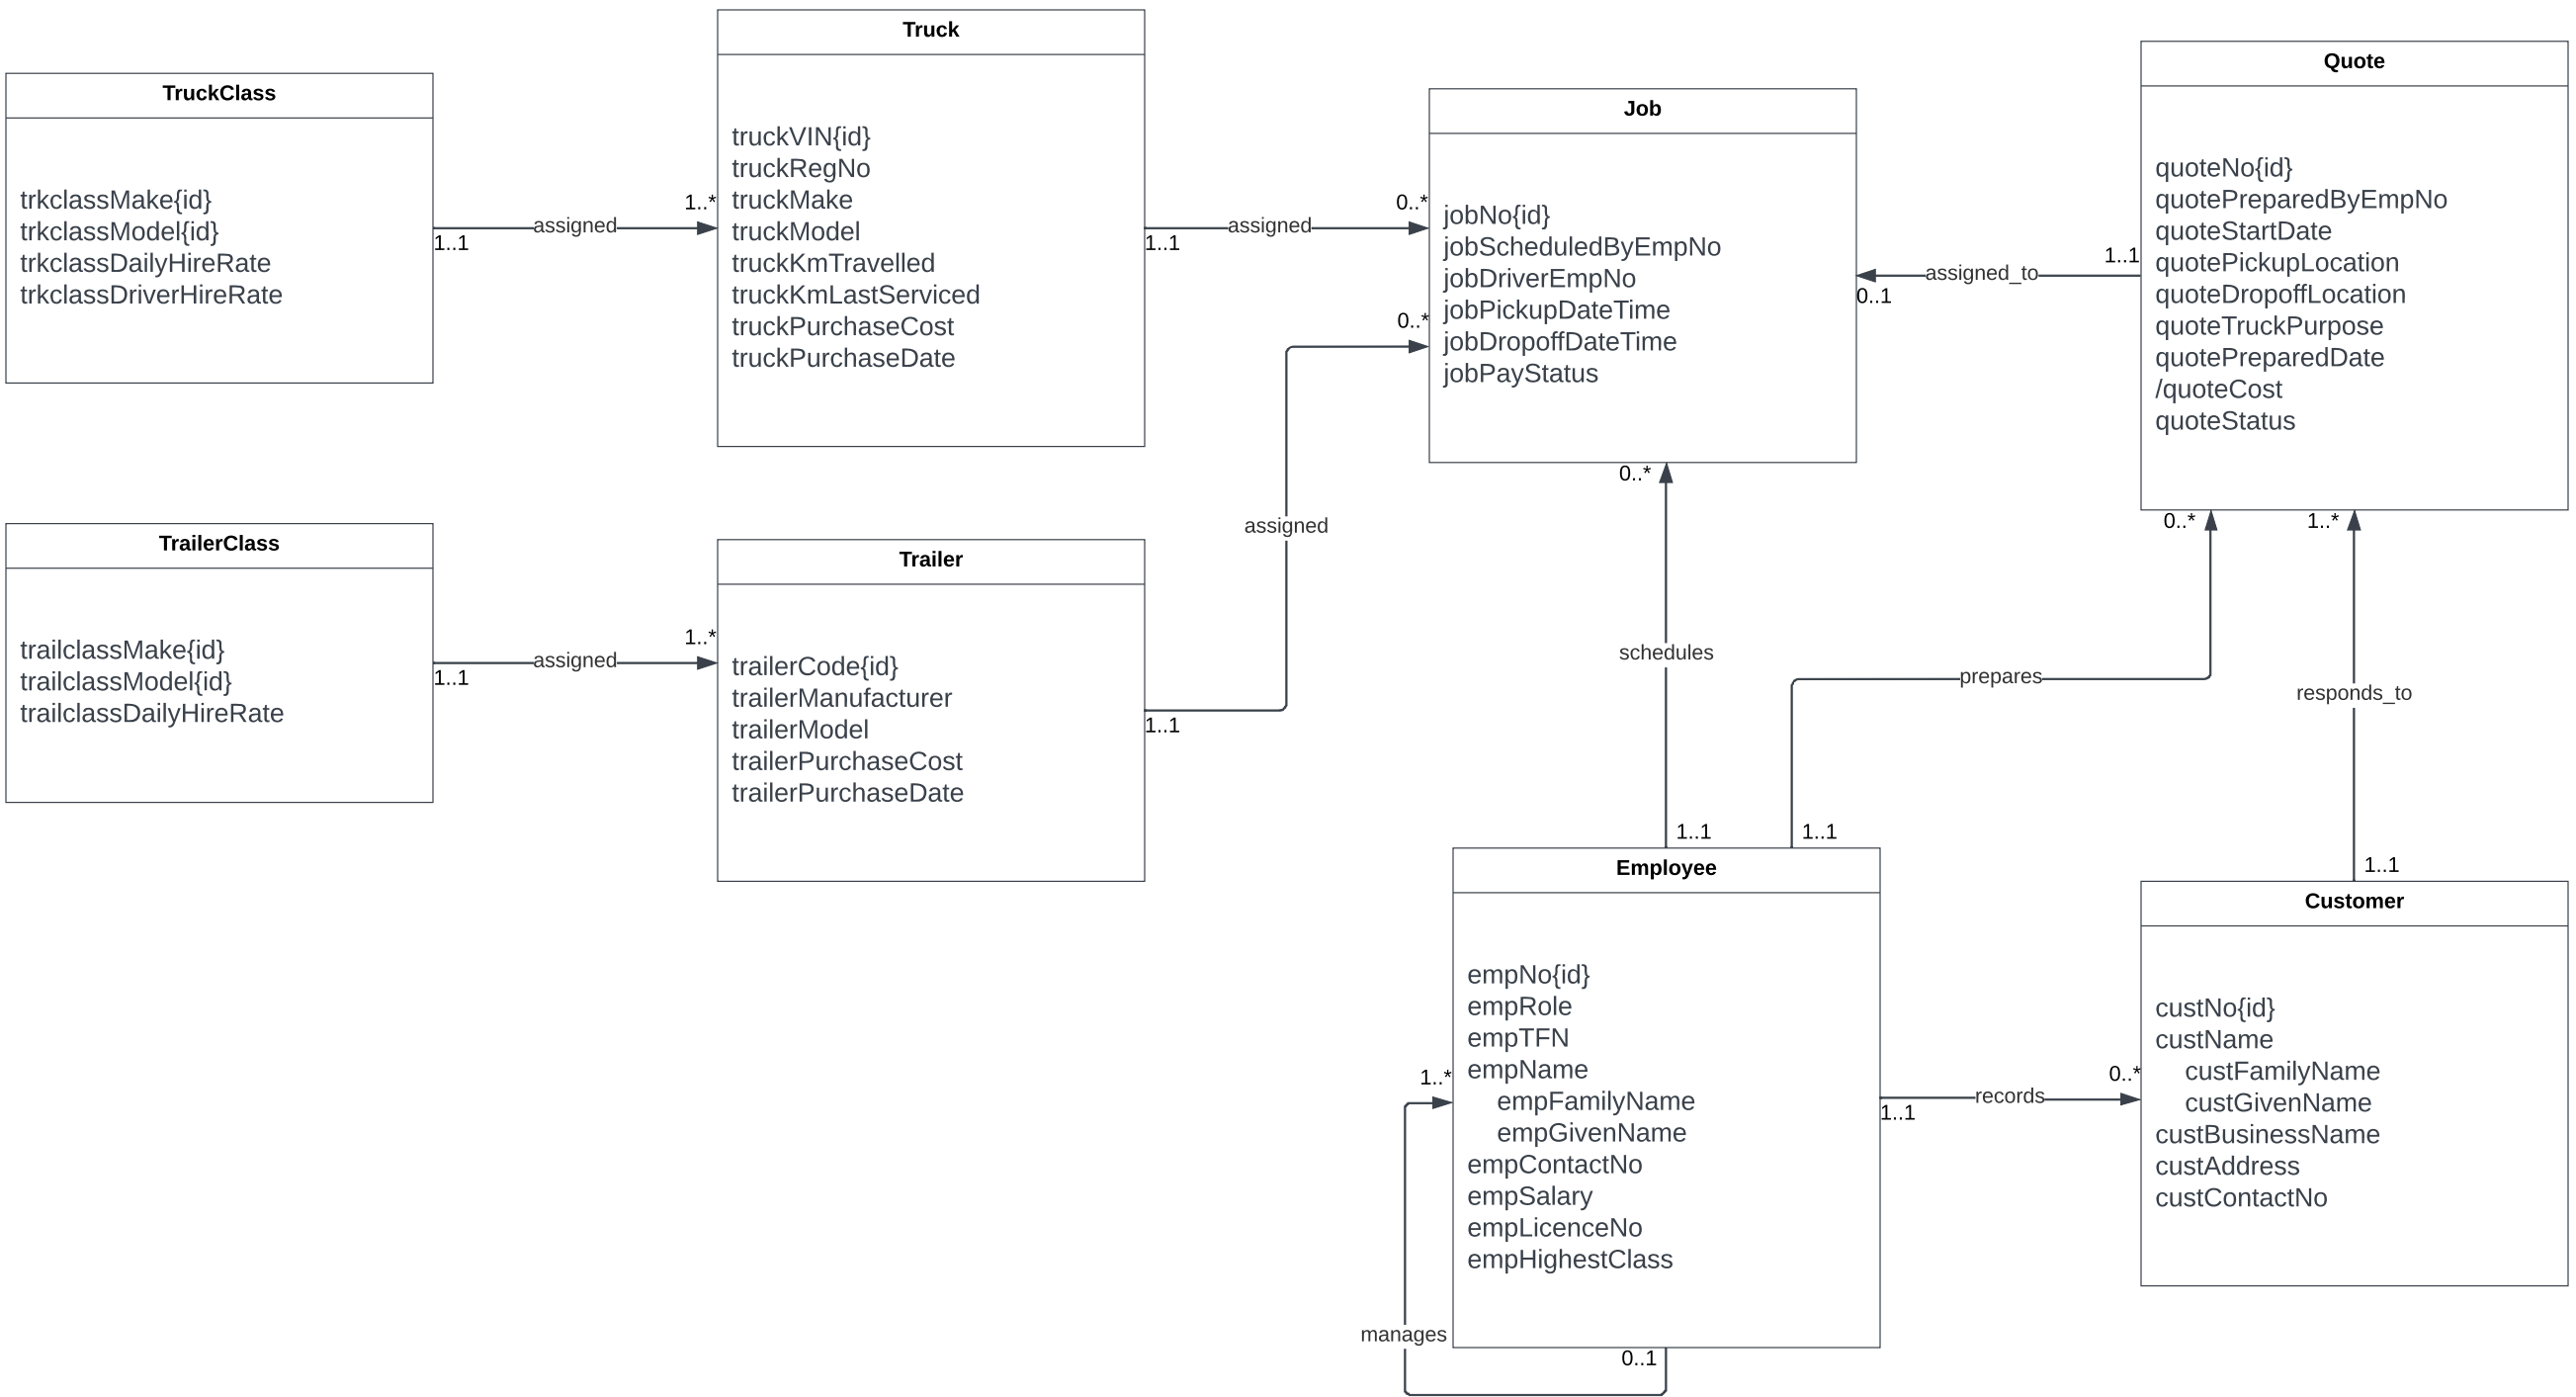 TruckClass
trkclassMake{id}
trkclassModel{id}
trkclassDailyHireRate
trkclassDriverHireRate
1..1
assigned
1..*
Truck
truckVIN{id}
truckRegNo
truckMake
truckModel
truckKmTravelled
truckKmLastServiced
truckPurchaseCost
truckPurchaseDate
1..1
assigned
0..*
Job
jobNo{id}
jobScheduledByEmpNo
jobDriverEmpNo
jobPickupDateTime
jobDropoffDateTime
jobPayStatus
0..1
assigned_to
1..1
Quote
quoteNo{id}
quotePreparedByEmpNo
quoteStartDate
quotePickupLocation
quoteDropoffLocation
quoteTruckPurpose
quotePreparedDate
/quoteCost
quoteStatus
TrailerClass
trailclassMake{id}
trailclassModel{id}
trailclassDailyHireRate
1..1
assigned
1..*
Trailer
trailerCode{id}
trailerManufacturer
trailerModel
trailerPurchaseCost
trailerPurchaseDate
1..1
assigned
0..*
0..*
schedules
1..1
0..*
prepares
1..1
1..*
responds_to
1..1
Employee
empNo{id}
empRole
empTFN
empName
empFamilyName
empGivenName
empContactNo
empSalary
empLicenceNo
empHighestClass
1..*
manages
0..1
1..1
records
0..*
Customer
custNo{id}
custName
custFamilyName
custGivenName
custBusinessName
custAddress
custContactNo